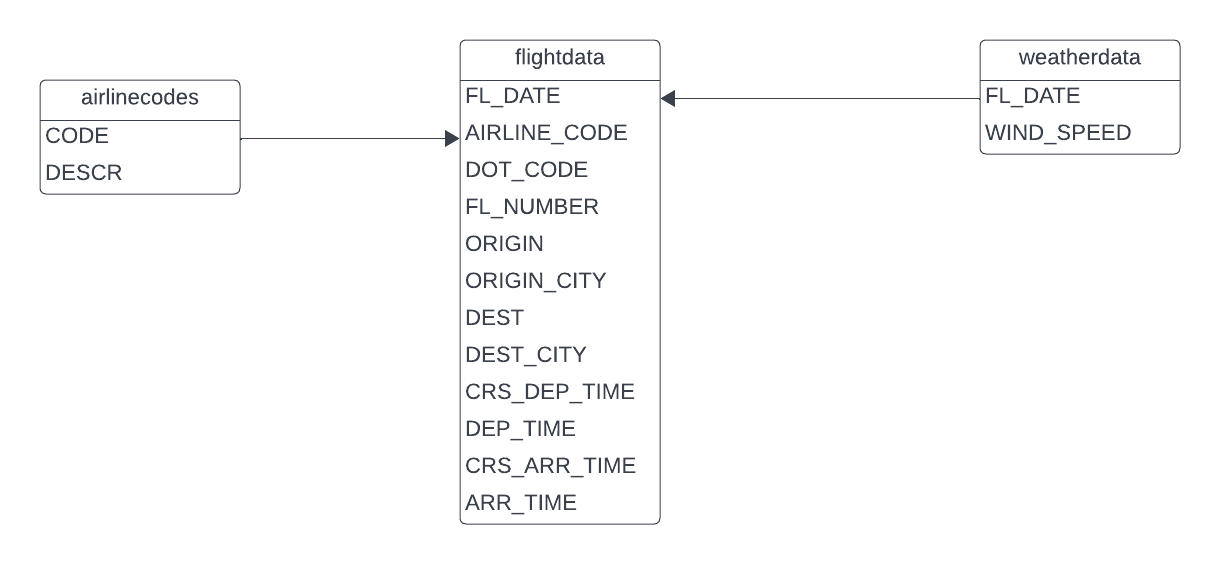 airlinecodes
CODE
DESCR
flightdata
FL_DATE
AIRLINE_CODE
DOT_CODE
FL_NUMBER
ORIGIN
ORIGIN_CITY
DEST
DEST_CITY
CRS_DEP_TIME
DEP_TIME
CRS_ARR_TIME
ARR_TIME
weatherdata
FL_DATE
WIND_SPEED